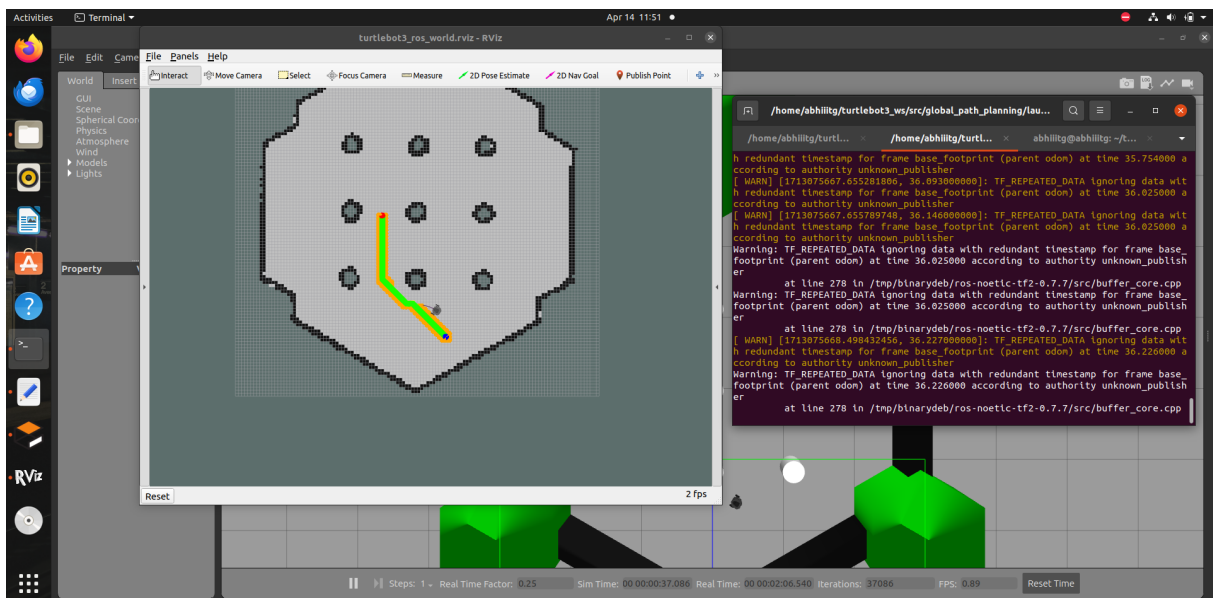 Activities
Terminal
Apr 14 11:51
turtlebot3_ros_world.rviz - RViz
File Edit Came
World Insert
GUI
Scene
Spherical Coor
Physics
Atmosphere
Wind
Models
Lights
Property
File Panels Help
Interact Move Camera Select Focus Camera Measure 2D Pose Estimate 2D Nav Goal Publish Point
Reset
2 fps
/home/abhiiitg/turtlebot3_ws/src/global_path_planning/lau...
/home/abhiiitg/turtl... /home/abhiiitg/turtl... abhiiitg@abhiiitg: ~/t...
h redundant timestamp for frame base_footprint (parent odom) at time 35.754000 a
ccording to authority unknown_publisher
[ WARN] [1713075667.655281806, 36.093000000]: TF_REPEATED_DATA ignoring data wit
h redundant timestamp for frame base_footprint (parent odom) at time 36.025000 a
ccording to authority unknown_publisher
[ WARN] [1713075667.655789748, 36.146000000]: TF_REPEATED_DATA ignoring data wit
h redundant timestamp for frame base_footprint (parent odom) at time 36.025000 a
ccording to authority unknown_publisher
Warning: TF_REPEATED_DATA ignoring data with redundant timestamp for frame base_
footprint (parent odom) at time 36.025000 according to authority unknown_publish
er
at line 278 in /tmp/binarydeb/ros-noetic-tf2-0.7.7/src/buffer_core.cpp
Warning: TF_REPEATED_DATA ignoring data with redundant timestamp for frame base_
footprint (parent odom) at time 36.025000 according to authority unknown_publish
er
at line 278 in /tmp/binarydeb/ros-noetic-tf2-0.7.7/src/buffer_core.cpp
[ WARN] [1713075668.498432456, 36.227000000]: TF_REPEATED_DATA ignoring data wit
h redundant timestamp for frame base_footprint (parent odom) at time 36.226000 a
ccording to authority unknown_publisher
Warning: TF_REPEATED_DATA ignoring data with redundant timestamp for frame base_
footprint (parent odom) at time 36.226000 according to authority unknown_publish
er
at line 278 in /tmp/binarydeb/ros-noetic-tf2-0.7.7/src/buffer_core.cpp
RViz
Steps: 1 Real Time Factor: 0.25 Sim Time: 00 00:00:37.086 Real Time: 00 00:02:06.540 Iterations: 37086 FPS: 0.89 Reset Time